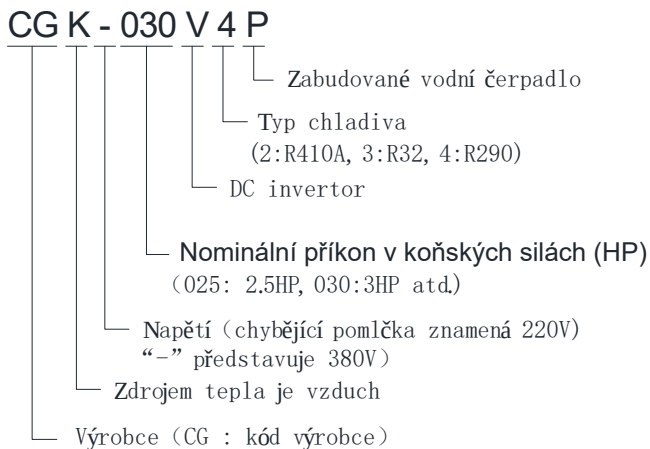 CG K - 030 V 4 P
Zabudované vodní čerpadlo
Typ chladiva
(2:R410A, 3:R32, 4:R290)
DC invertor
Nominální příkon v koňských silách (HP)
(025: 2.5HP, 030:3HP atd.)
Napětí (chybějící pomlčka znamená 220V)
“-” představuje 380V)
Zdrojem tepla je vzduch
Výrobce (CG : kód výrobce)